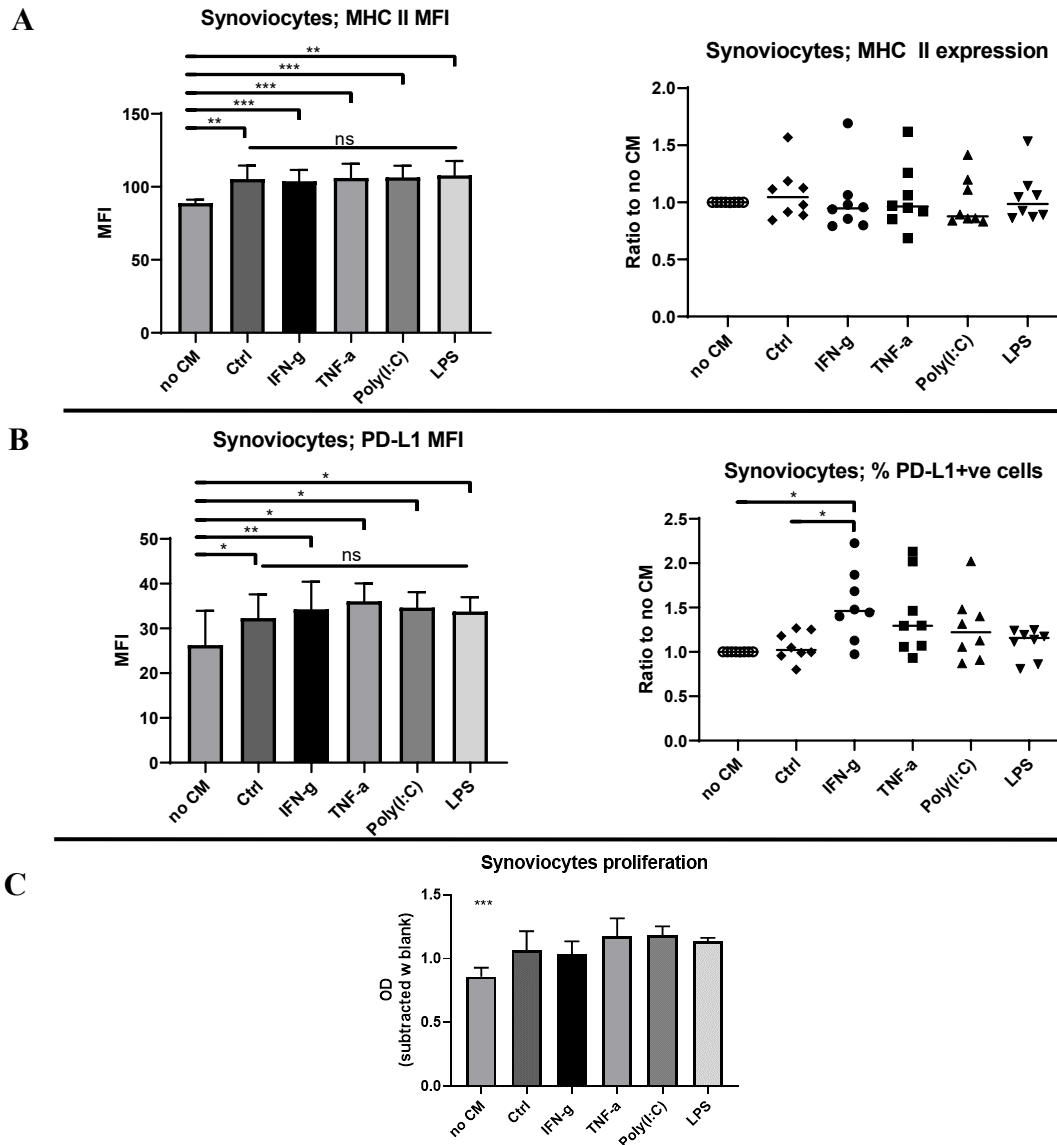 A
Synoviocytes; MHC II MFI
**
***
***
***
**
ns
MFI
150
100
50
0
no CM
Ctrl
IFN-g
TNF-a
Poly(I:C)
LPS
Synoviocytes; MHC II expression
Ratio to no CM
2.0
1.5
1.0
0.5
0.0
no CM
Ctrl
IFN-g
TNF-a
Poly(I:C)
LPS
B
Synoviocytes; PD-L1 MFI
*
*
*
**
*
ns
MFI
50
40
30
20
10
0
no CM
Ctrl
IFN-g
TNF-a
Poly(I:C)
LPS
Synoviocytes; % PD-L1+ve cells
*
*
Ratio to no CM
2.5
2.0
1.5
1.0
0.5
0.0
no CM
Ctrl
IFN-g
TNF-a
Poly(I:C)
LPS
C
Synoviocytes proliferation
***
OD
(subtracted w blank)
1.5
1.0
0.5
0.0
no CM
Ctrl
IFN-g
TNF-a
Poly(I:C)
LPS